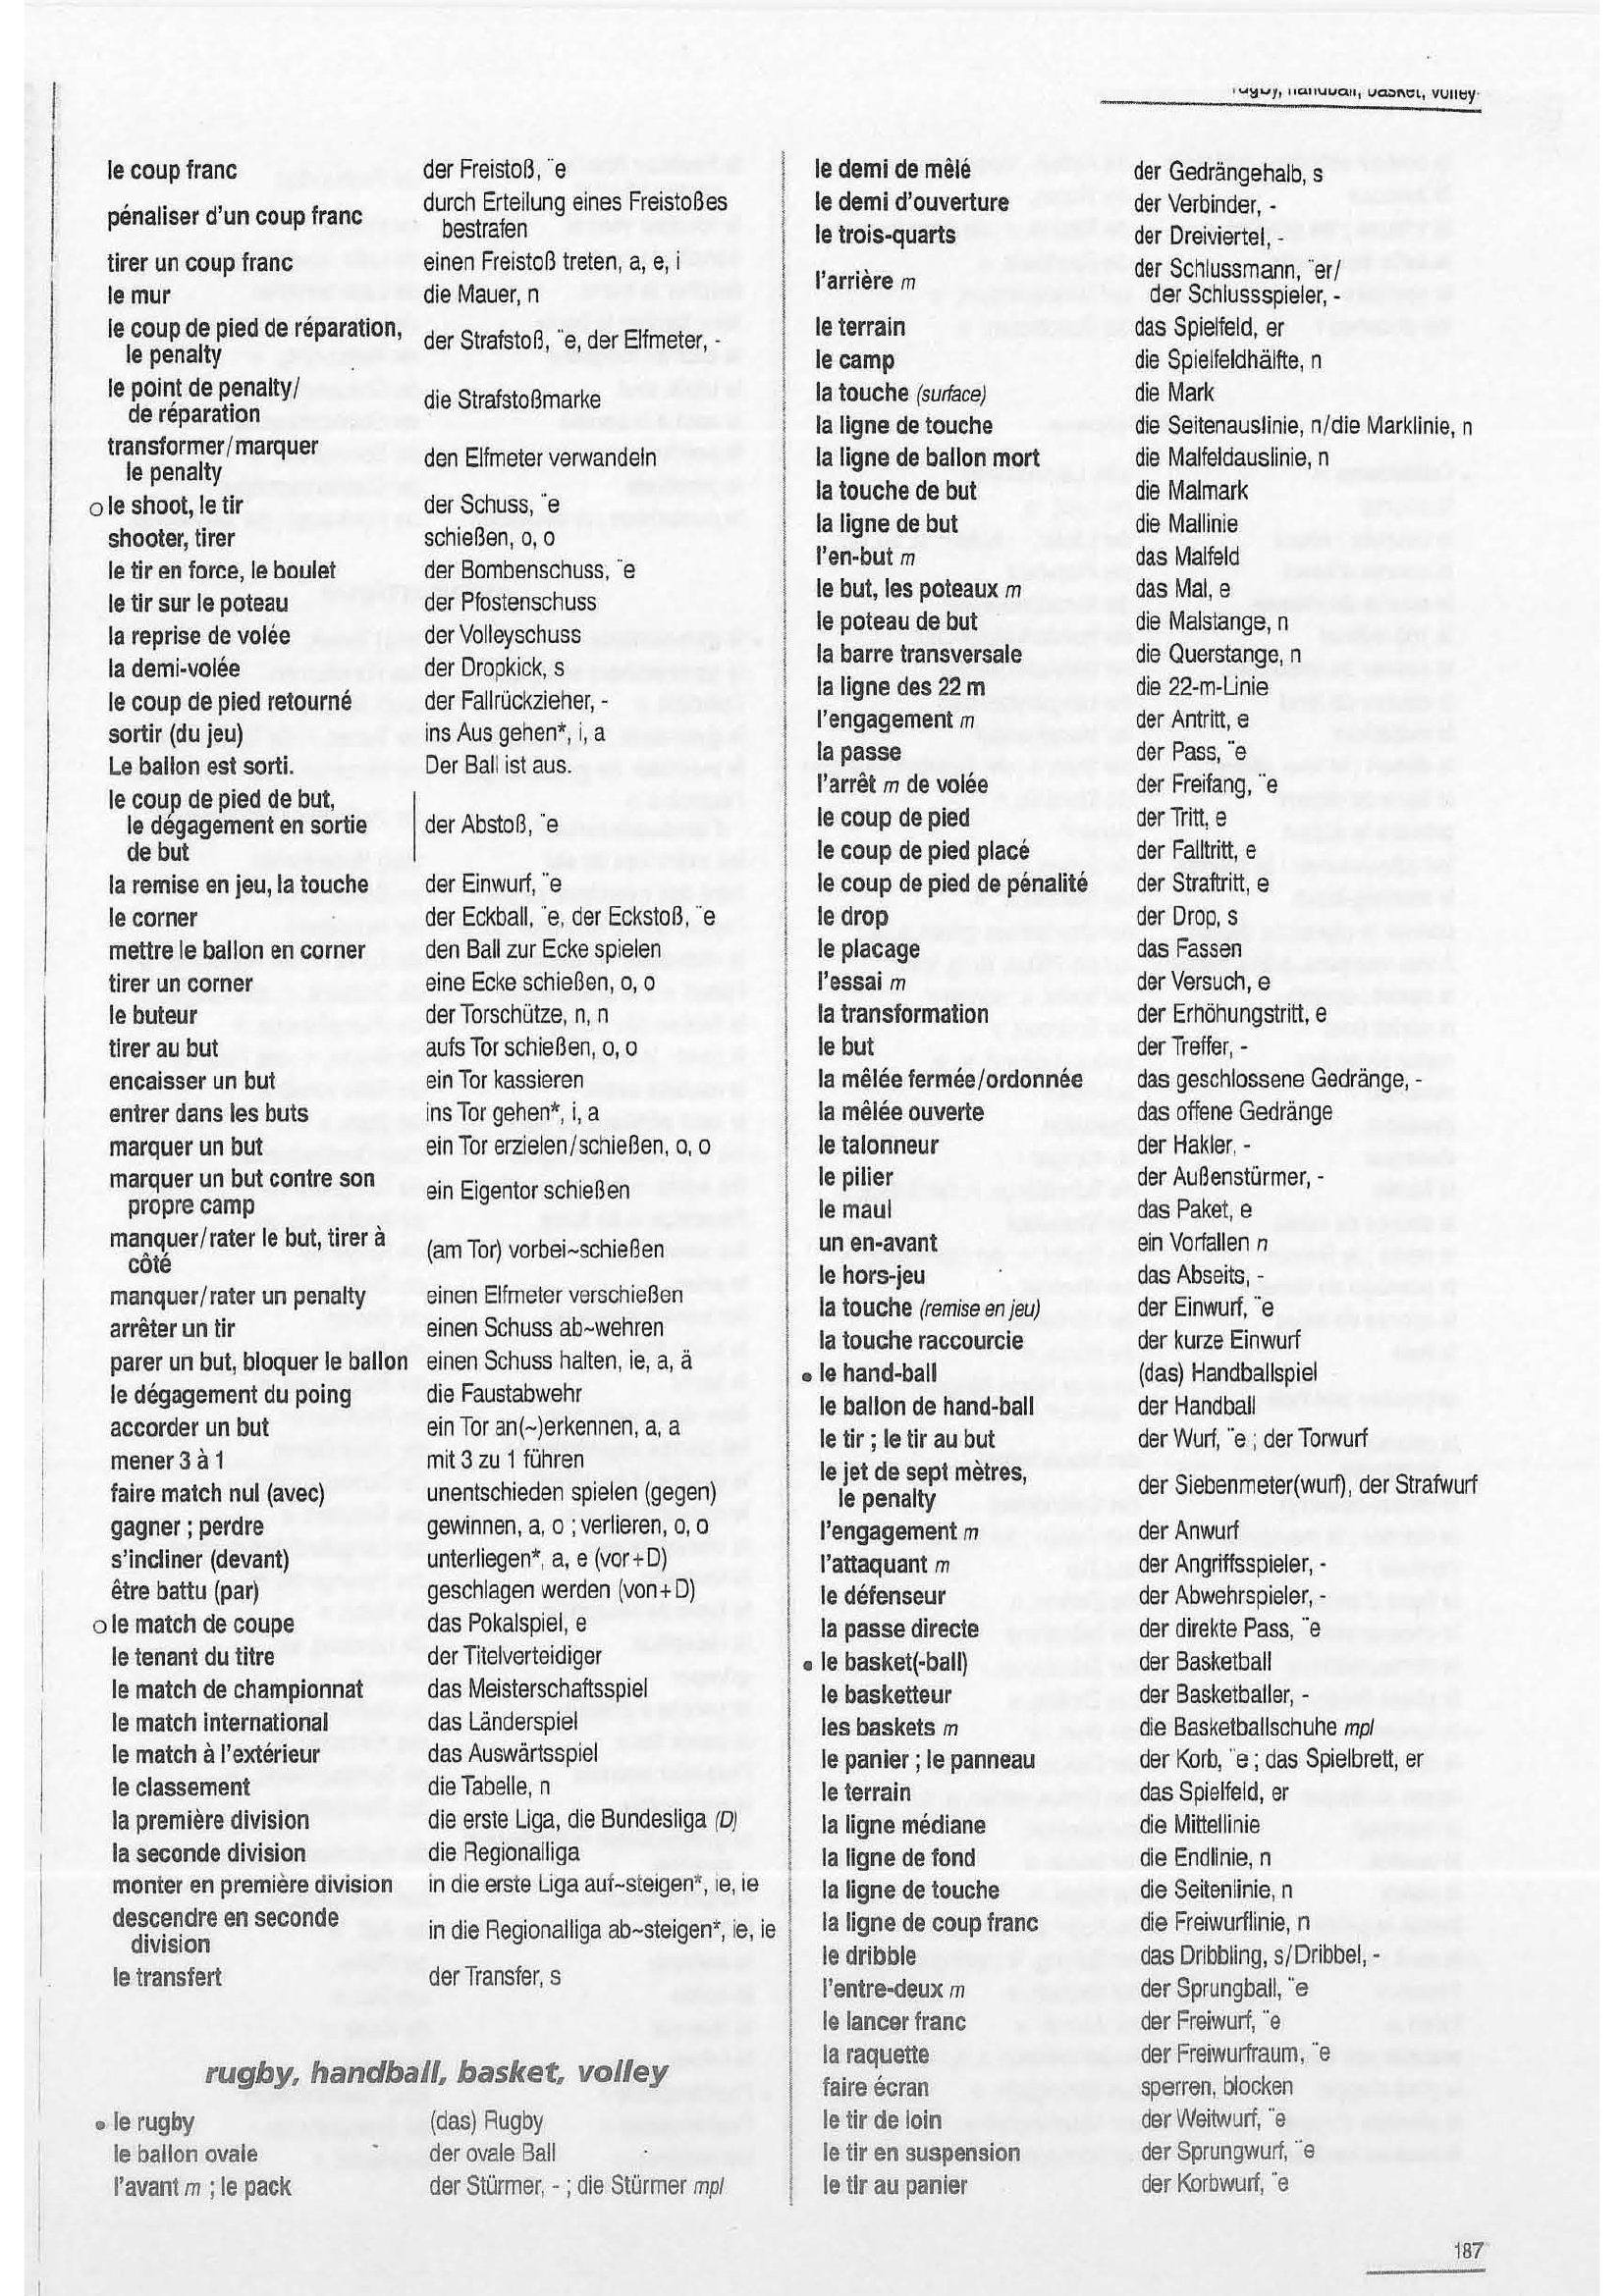 rugby, handball, basket, volley
le coup franc der Freistoß, ¨e
pénaliser d'un coup franc durch Erteilung eines Freistoßes
bestrafen
tirer un coup franc einen Freistoß treten, a, e, i
le mur die Mauer, n
le coup de pied de réparation,
le penalty der Strafstoß, ¨e, der Elfmeter, -
le point de penalty/
de réparation die Strafstoßmarke
transformer/marquer
le penalty den Elfmeter verwandeln
o le shoot, le tir der Schuss, ¨e
shooter, tirer schießen, o, o
le tir en force, le boulet der Bombenschuss, ¨e
le tir sur le poteau der Pfostenschuss
la reprise de volée der Volleyschuss
la demi-volée der Dropkick, s
le coup de pied retourné der Fallrückzieher, -
sortir (du jeu) ins Aus gehen*, i, a
Le ballon est sorti. Der Ball ist aus.
le coup de pied de but,
le dégagement en sortie der Abstoß, ¨e
de but
la remise en jeu, la touche der Einwurf, ¨e
le corner der Eckball, ¨e, der Eckstoß, ¨e
mettre le ballon en corner den Ball zur Ecke spielen
tirer un corner eine Ecke schießen, o, o
le buteur der Torschütze, n, n
tirer au but aufs Tor schießen, o, o
encaisser un but ein Tor kassieren
entrer dans les buts ins Tor gehen*, i, a
marquer un but ein Tor erzielen/schießen, o, o
marquer un but contre son
propre camp ein Eigentor schießen
manquer/rater le but, tirer à
côté (am Tor) vorbei~schießen
manquer/rater un penalty einen Elfmeter verschießen
arrêter un tir einen Schuss ab~wehren
parer un but, bloquer le ballon einen Schuss halten, ie, a, ä
le dégagement du poing die Faustabwehr
accorder un but ein Tor an(~)erkennen, a, a
mener 3 à 1 mit 3 zu 1 führen
faire match nul (avec) unentschieden spielen (gegen)
gagner ; perdre gewinnen, a, o ; verlieren, o, o
s'incliner (devant) unterliegen*, a, e (vor+D)
être battu (par) geschlagen werden (von+D)
o le match de coupe das Pokalspiel, e
le tenant du titre der Titelverteidiger
le match de championnat das Meisterschaftsspiel
le match international das Länderspiel
le match à l'extérieur das Auswärtsspiel
le classement die Tabelle, n
la première division die erste Liga, die Bundesliga (D)
la seconde division die Regionalliga
monter en première division in die erste Liga auf~steigen*, ie, ie
descendre en seconde
division in die Regionalliga ab~steigen*, ie, ie
le transfert der Transfer, s
rugby, handball, basket, volley
• le rugby (das) Rugby
le ballon ovale der ovale Ball
l'avant m ; le pack der Stürmer, - ; die Stürmer mpl
le demi de mêlé der Gedrängehalb, s
le demi d'ouverture der Verbinder, -
le trois-quarts der Dreiviertel, -
l'arrière m der Schlussmann, ¨er/
der Schlussspieler, -
le terrain das Spielfeld, er
le camp die Spielfeldhälfte, n
la touche (surface) die Mark
la ligne de touche die Seitenauslinie, n/die Marklinie, n
la ligne de ballon mort die Malfeldauslinie, n
la touche de but die Malmark
la ligne de but die Mallinie
l'en-but m das Malfeld
le but, les poteaux m das Mal, e
le poteau de but die Malstange, n
la barre transversale die Querstange, n
la ligne des 22 m die 22-m-Linie
l'engagement m der Antritt, e
la passe der Pass, ¨e
l'arrêt m de volée der Freifang, ¨e
le coup de pied der Tritt, e
le coup de pied placé der Falltritt, e
le coup de pied de pénalité der Straftritt, e
le drop der Drop, s
le placage das Fassen
l'essai m der Versuch, e
la transformation der Erhöhungstritt, e
le but der Treffer, -
la mêlée fermée/ordonnée das geschlossene Gedränge, -
la mêlée ouverte das offene Gedränge
le talonneur der Hakler, -
le pilier der Außenstürmer, -
le maul das Paket, e
un en-avant ein Vorfallen n
le hors-jeu das Abseits, -
la touche (remise en jeu) der Einwurf, ¨e
la touche raccourcie der kurze Einwurf
• le hand-ball (das) Handballspiel
le ballon de hand-ball der Handball
le tir ; le tir au but der Wurf, ¨e ; der Torwurf
le jet de sept mètres,
le penalty der Siebenmeter(wurf), der Strafwurf
l'engagement m der Anwurf
l'attaquant m der Angriffsspieler, -
le défenseur der Abwehrspieler, -
la passe directe der direkte Pass, ¨e
• le basket(-ball) der Basketball
le basketteur der Basketballer, -
les baskets m die Basketballschuhe mpl
le panier ; le panneau der Korb, ¨e ; das Spielbrett, er
le terrain das Spielfeld, er
la ligne médiane die Mittellinie
la ligne de fond die Endlinie, n
la ligne de touche die Seitenlinie, n
la ligne de coup franc die Freiwurflinie, n
le dribble das Dribbling, s/Dribbel, -
l'entre-deux m der Sprungball, ¨e
le lancer franc der Freiwurf, ¨e
la raquette der Freiwurfraum, ¨e
faire écran sperren, blocken
le tir de loin der Weitwurf, ¨e
le tir en suspension der Sprungwurf, ¨e
le tir au panier der Korbwurf, ¨e
187